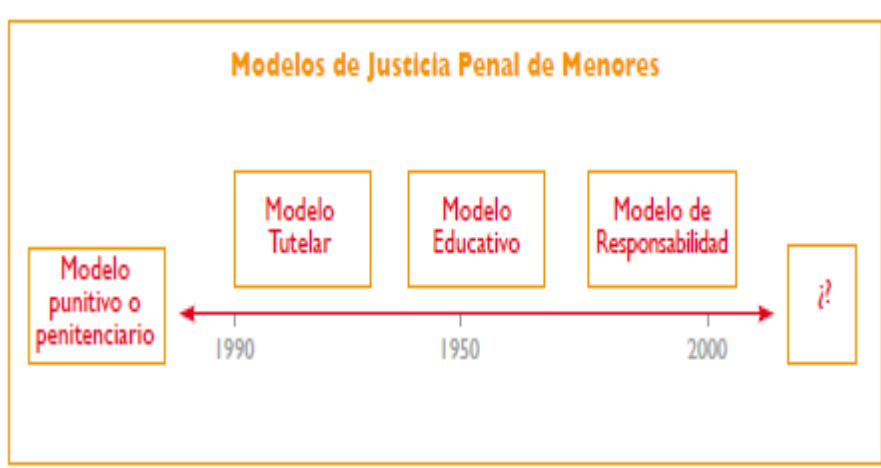 Modelos de Justicia Penal de Menores
Modelo
punitivo o
penitenciario
Modelo
Tutelar
Modelo
Educativo
Modelo de
Responsabilidad
¿?
1990
1950
2000